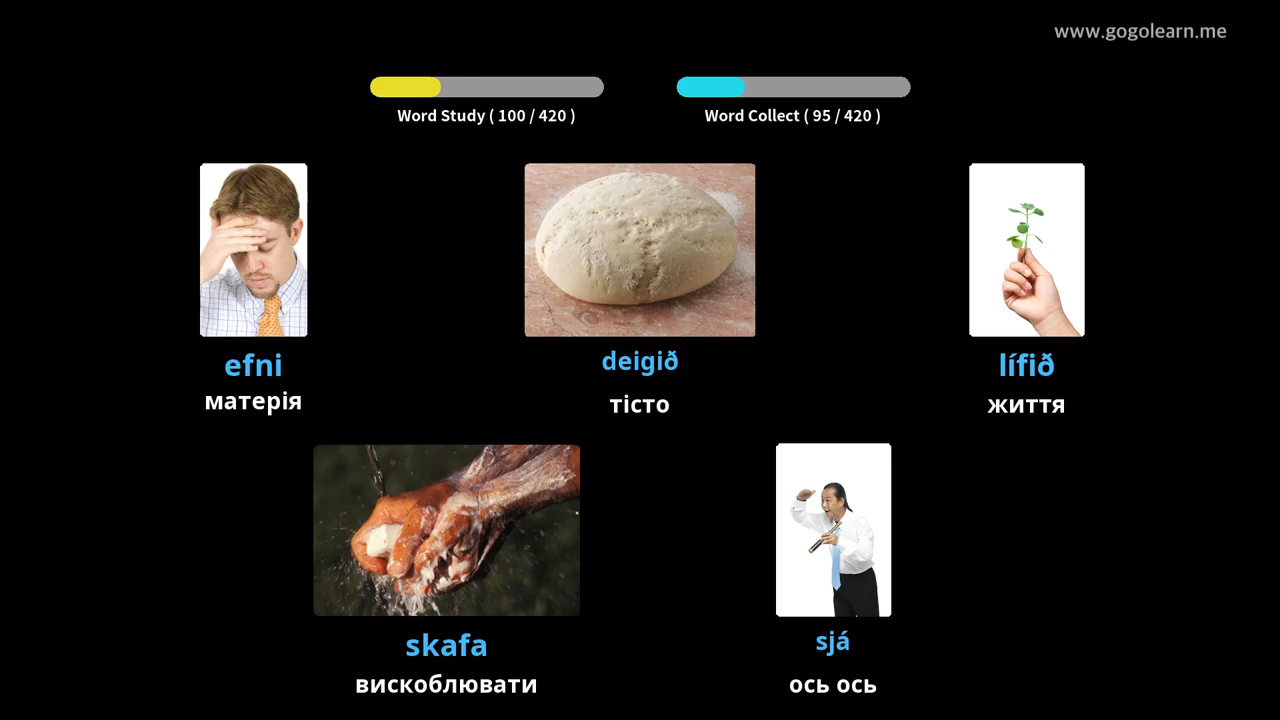 www.gogolearn.me
Word Study ( 100 / 420 )
Word Collect ( 95 / 420 )
efni
матерія
deigið
тісто
lífið
життя
skafa
вискоблювати
sjá
ось ось